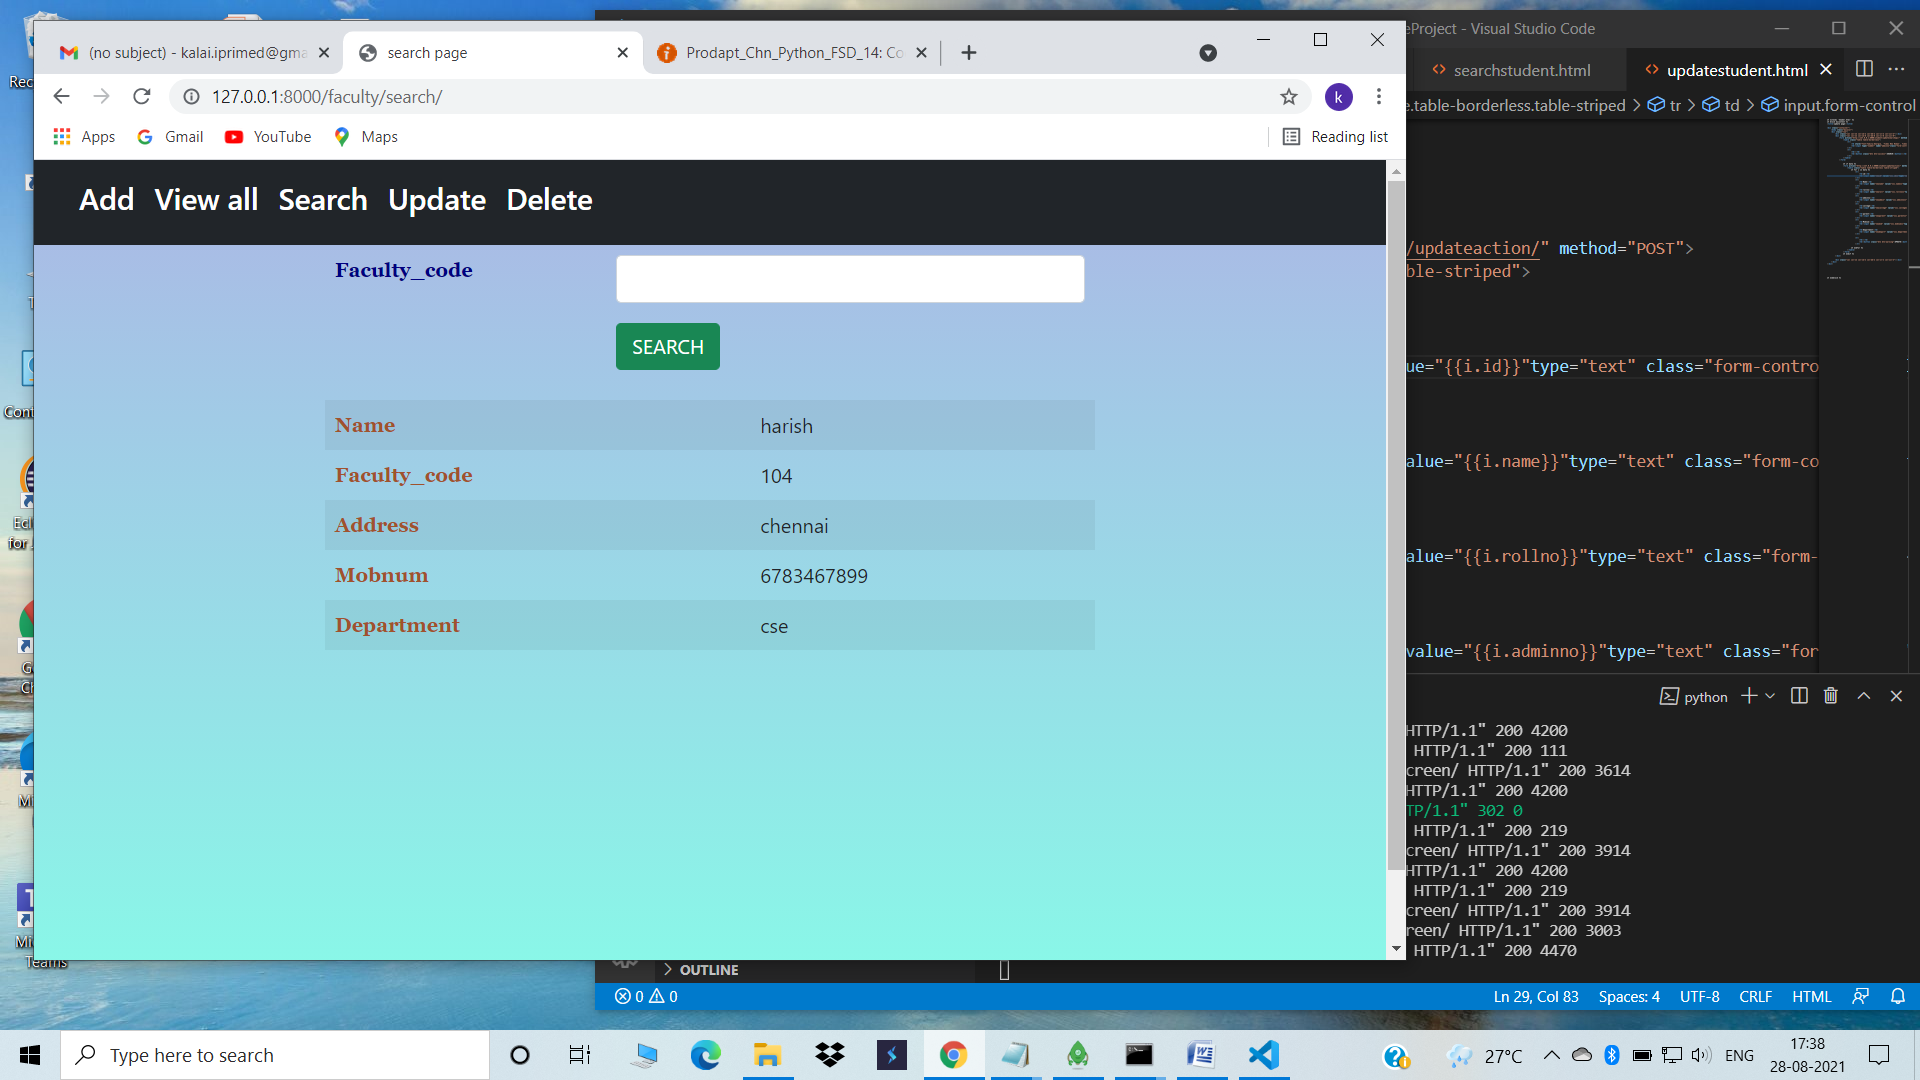 (no subject) - kalai.iprimed@gma
search page
Prodapt_Chn_Python_FSD_14: Co
127.0.0.1:8000/faculty/search/
k
Apps
Gmail
YouTube
Maps
Reading list
Add View all Search Update Delete
Faculty_code
SEARCH
Name harish
Faculty_code 104
Address chennai
Mobnum 6783467899
Department cse
eProject - Visual Studio Code
searchstudent.html
updatestudent.html
e.table-borderless.table-striped > tr > td > input.form-control
/updateaction/" method="POST">
ble-striped">
ue="{{i.id}}"type="text" class="form-contro
alue="{{i.name}}"type="text" class="form-co
alue="{{i.rollno}}"type="text" class="form-
value="{{i.adminno}}"type="text" class="for
python
HTTP/1.1" 200 4200
HTTP/1.1" 200 111
creen/ HTTP/1.1" 200 3614
HTTP/1.1" 200 4200
TP/1.1" 302 0
HTTP/1.1" 200 219
creen/ HTTP/1.1" 200 3914
HTTP/1.1" 200 4200
HTTP/1.1" 200 219
creen/ HTTP/1.1" 200 3914
reen/ HTTP/1.1" 200 3003
HTTP/1.1" 200 4470
OUTLINE
0 0
Ln 29, Col 83 Spaces: 4 UTF-8 CRLF HTML
Rec
Cont
Ecl
for
G
Ch
Mi
Mi
Teams
Type here to search
27°C
ENG
17:38
28-08-2021